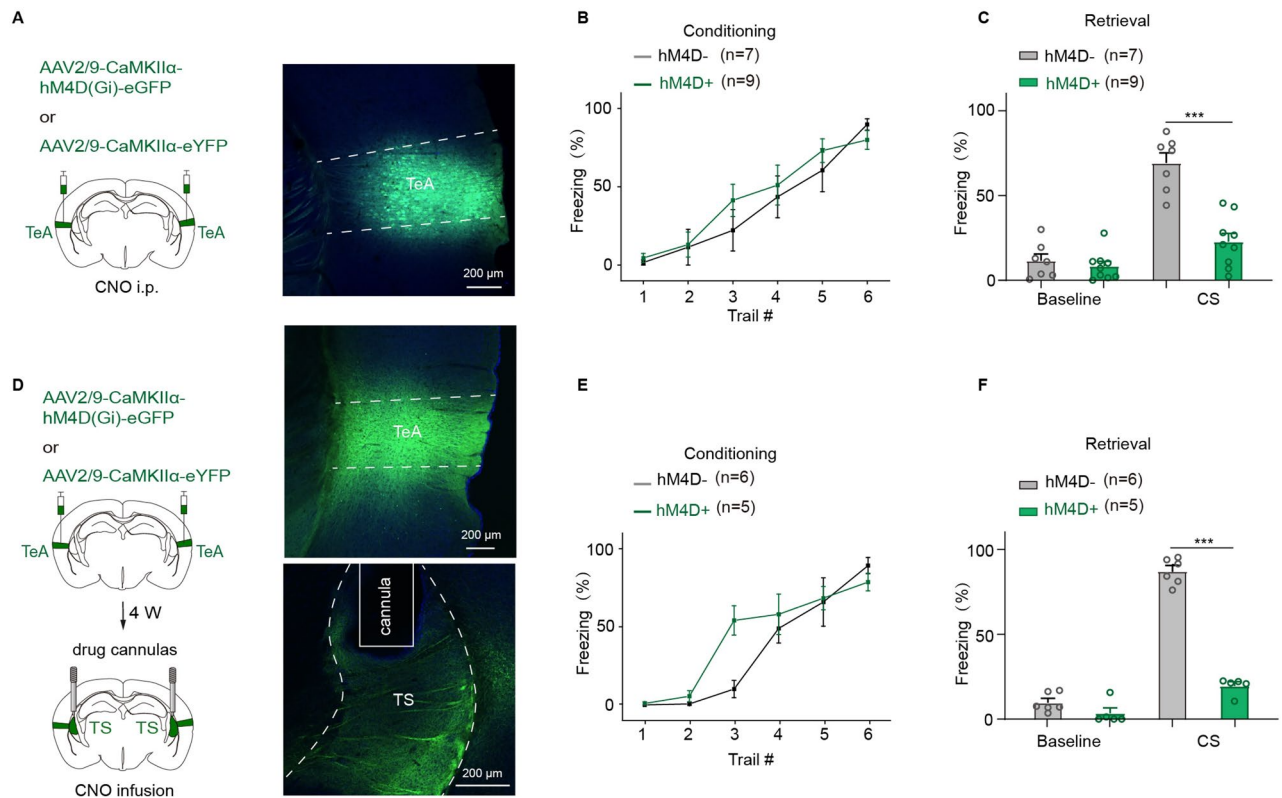 A
AAV2/9-CaMKIIα-
hM4D(Gi)-eGFP
or
AAV2/9-CaMKIIα-eYFP
TeA
TeA
CNO i.p.
TeA
200 µm
B
Conditioning
hM4D- (n=7)
hM4D+ (n=9)
Freezing (%)
100
50
0
1 2 3 4 5 6
Trail #
C
Retrieval
hM4D- (n=7)
hM4D+ (n=9)
Freezing (%)
100
50
0
***
Baseline
CS
D
AAV2/9-CaMKIIα-
hM4D(Gi)-eGFP
or
AAV2/9-CaMKIIα-eYFP
TeA
TeA
4 W
drug cannulas
TS
TS
CNO infusion
TeA
200 µm
cannula
TS
200 µm
E
Conditioning
hM4D- (n=6)
hM4D+ (n=5)
Freezing (%)
100
50
0
1 2 3 4 5 6
Trail #
F
Retrieval
hM4D- (n=6)
hM4D+ (n=5)
Freezing (%)
100
50
0
***
Baseline
CS